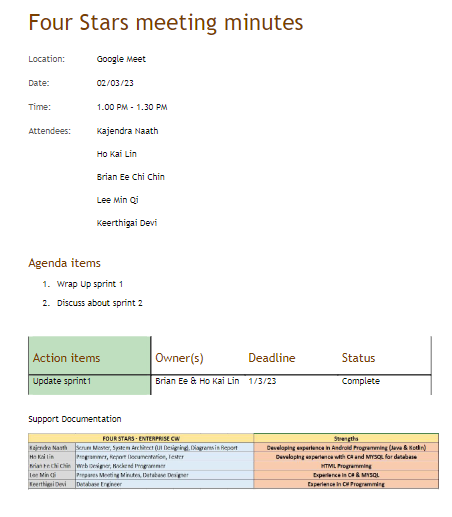 Four Stars meeting minutes
Location: Google Meet
Date: 02/03/23
Time: 1.00 PM - 1.30 PM
Attendees: Kajendra Naath
Ho Kai Lin
Brian Ee Chi Chin
Lee Min Qi
Keerthigai Devi
Agenda items
1. Wrap Up sprint 1
2. Discuss about sprint 2
Action items Owner(s) Deadline Status
Update sprint1 Brian Ee & Ho Kai Lin 1/3/23 Complete
Support Documentation
FOUR STARS - ENTERPRISE CW Strengths
Kajendra Naath Scrum Master, System Architect (UI Designing), Diagrams in Report Developing experience in Android Programming (Java & Kotlin)
Ho Kai Lin Programmer, Report Documentation, Tester Developing experience with C# and MYSQL for database
Brian Ee Chi Chin Web Designer, Backend Programmer HTML Programming
Lee Min Qi Prepares Meeting Minutes, Database Designer Experience in C# & MYSQL
Keerthigai Devi Database Engineer Experience in C# Programming